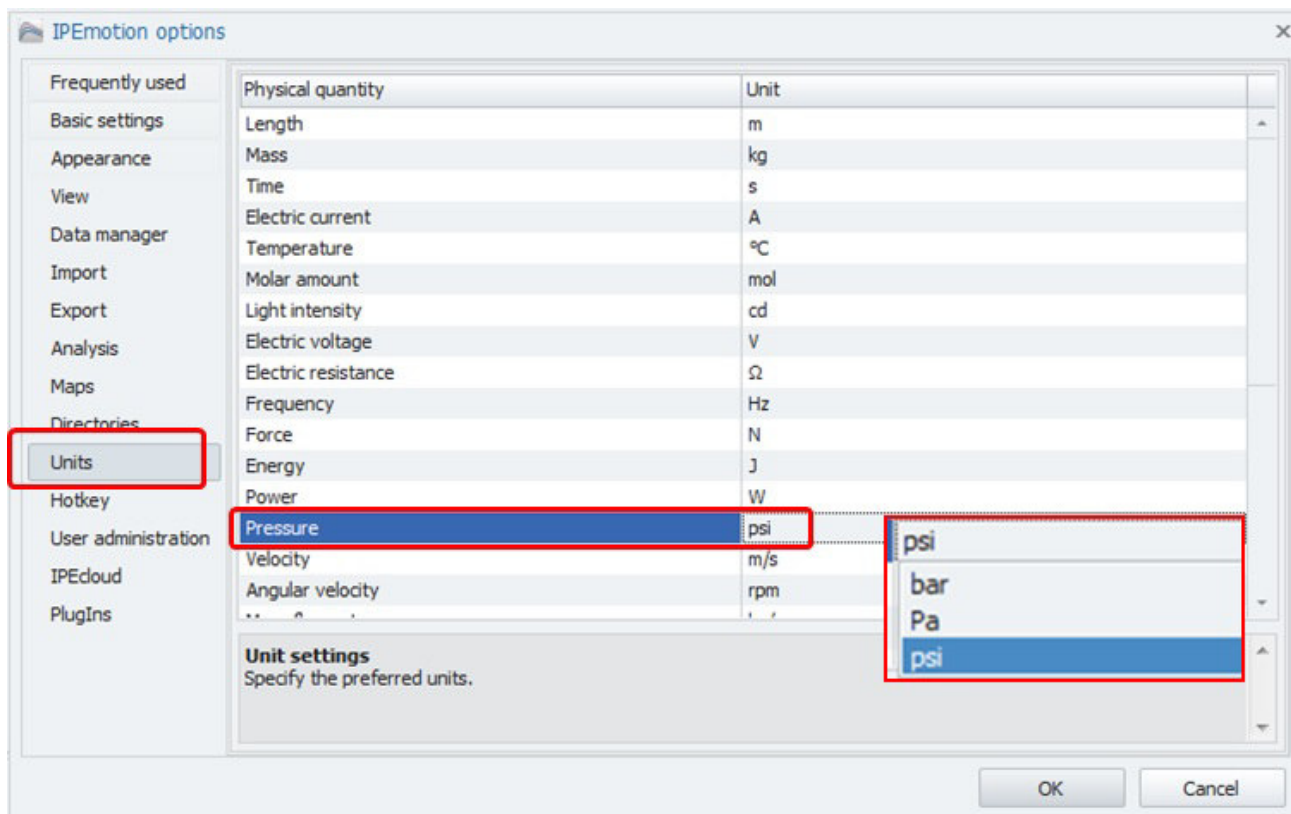 IPEmotion options
Frequently used
Basic settings
Appearance
View
Data manager
Import
Export
Analysis
Maps
Directories
Units
Hotkey
User administration
IPEcloud
PlugIns
Physical quantity Unit
Length m
Mass kg
Time s
Electric current A
Temperature °C
Molar amount mol
Light intensity cd
Electric voltage V
Electric resistance Ω
Frequency Hz
Force N
Energy J
Power W
Pressure psi
Velocity m/s
Angular velocity rpm
psi
bar
Pa
psi
Unit settings
Specify the preferred units.
OK Cancel